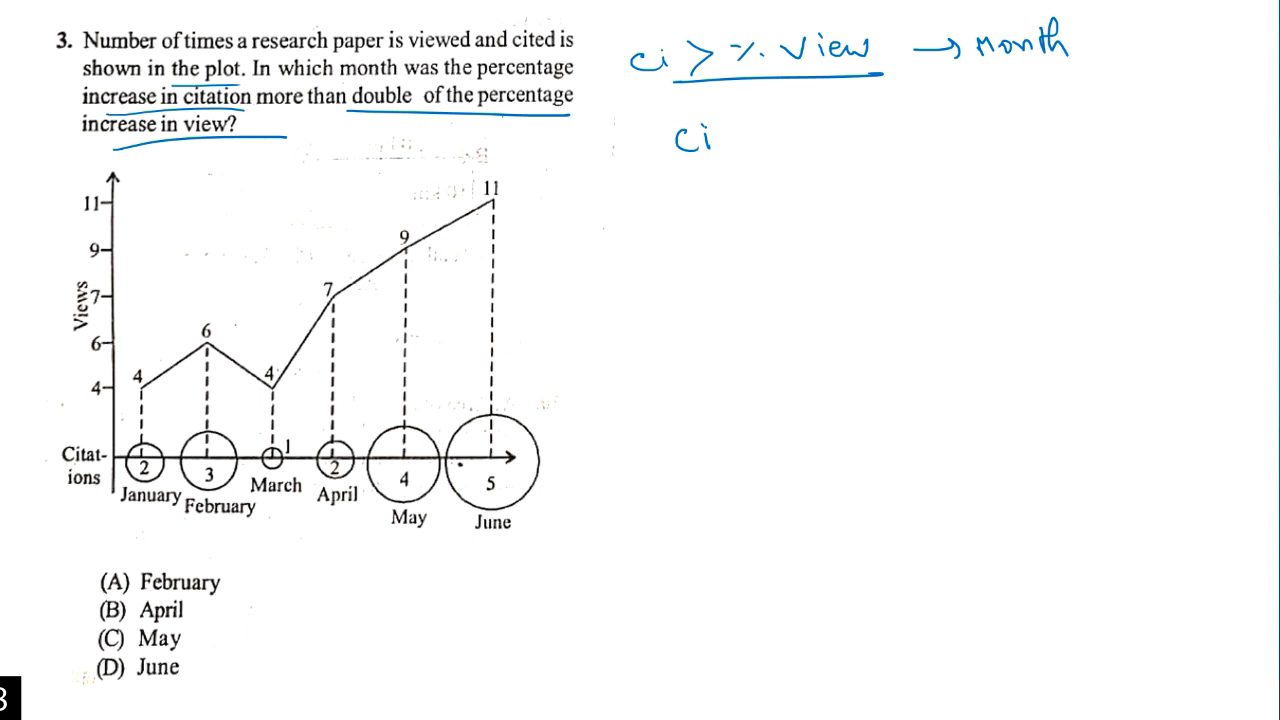 3. Number of times a research paper is viewed and cited is
shown in the plot. In which month was the percentage
increase in citation more than double of the percentage
increase in view?
ci > %. view → Month
ci
11
9
7
6
4
Views
4
6
4
7
9
11
Citat-
ions
2
3
1
2
4
5
January
February
March
April
May
June
(A) February
(B) April
(C) May
(D) June
3